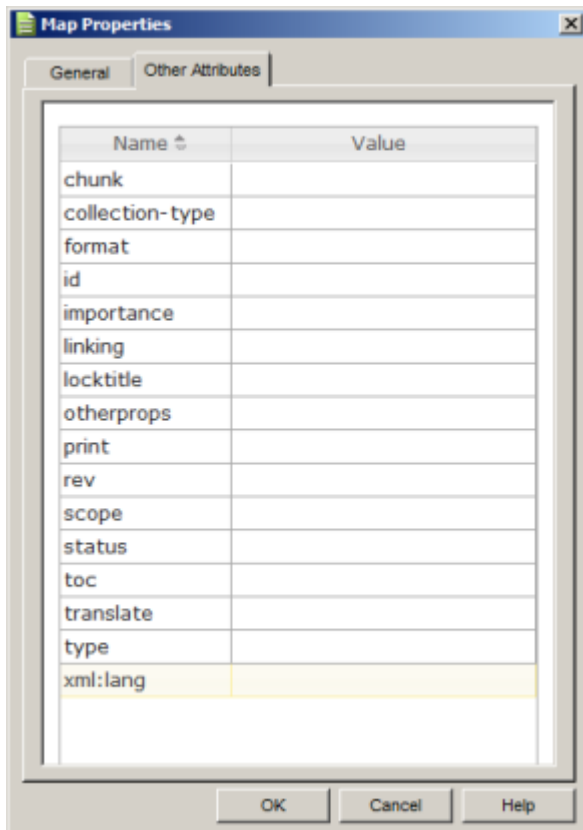 Map Properties
General Other Attributes
Name Value
chunk
collection-type
format
id
importance
linking
locktitle
otherprops
print
rev
scope
status
toc
translate
type
xml:lang
OK Cancel Help